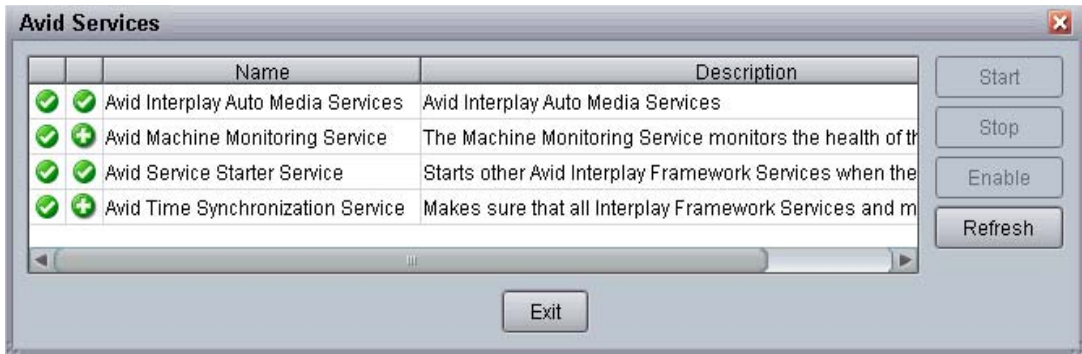 Avid Services
Name Description
Avid Interplay Auto Media Services Avid Interplay Auto Media Services
Avid Machine Monitoring Service The Machine Monitoring Service monitors the health of th
Avid Service Starter Service Starts other Avid Interplay Framework Services when the
Avid Time Synchronization Service Makes sure that all Interplay Framework Services and m
Start
Stop
Enable
Refresh
Exit